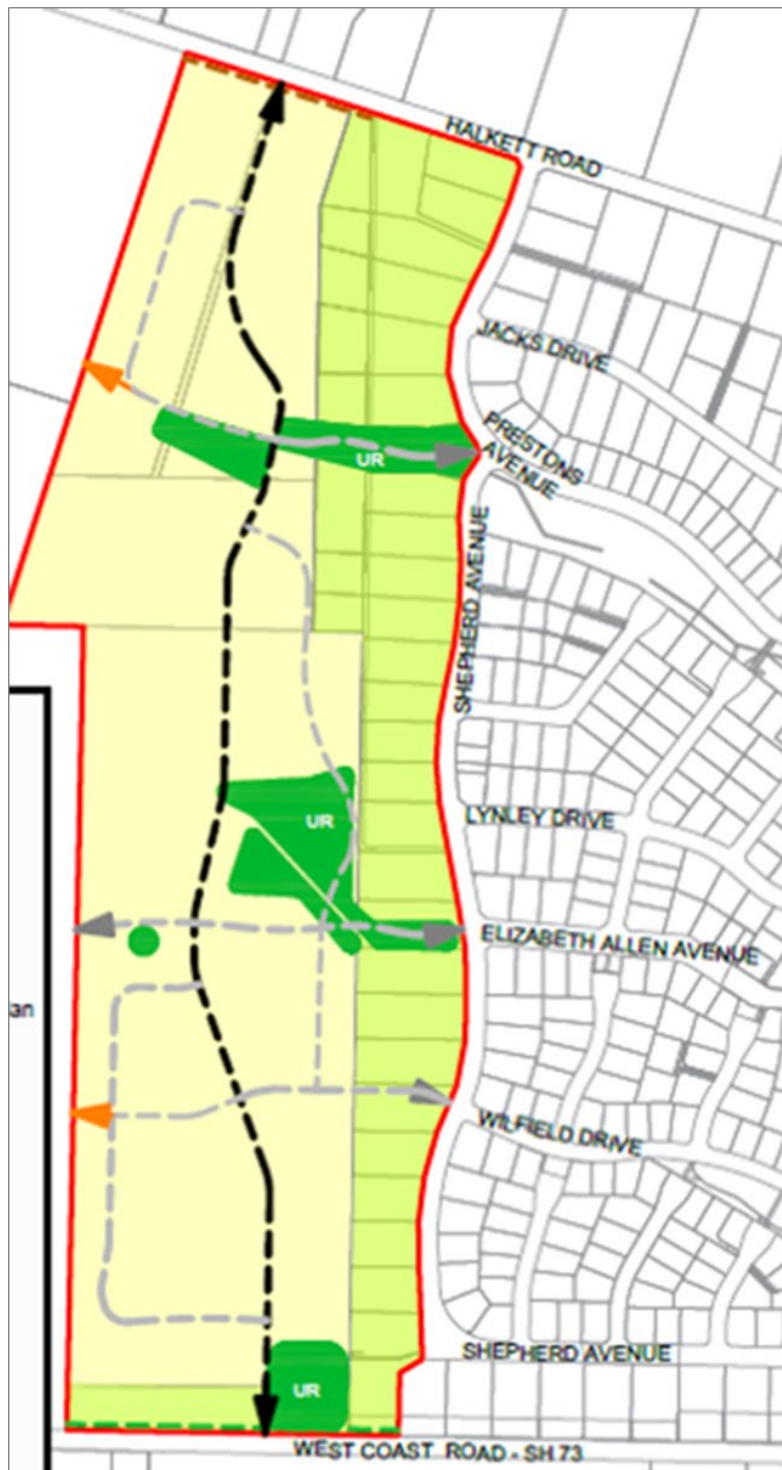 HALKETT ROAD
JACKS DRIVE
PRESTONS
AVENUE
UR
SHEPHERD AVENUE
UR
LYNLEY DRIVE
ELIZABETH ALLEN AVENUE
an
WILFIELD DRIVE
SHEPHERD AVENUE
UR
WEST COAST ROAD - SH 73